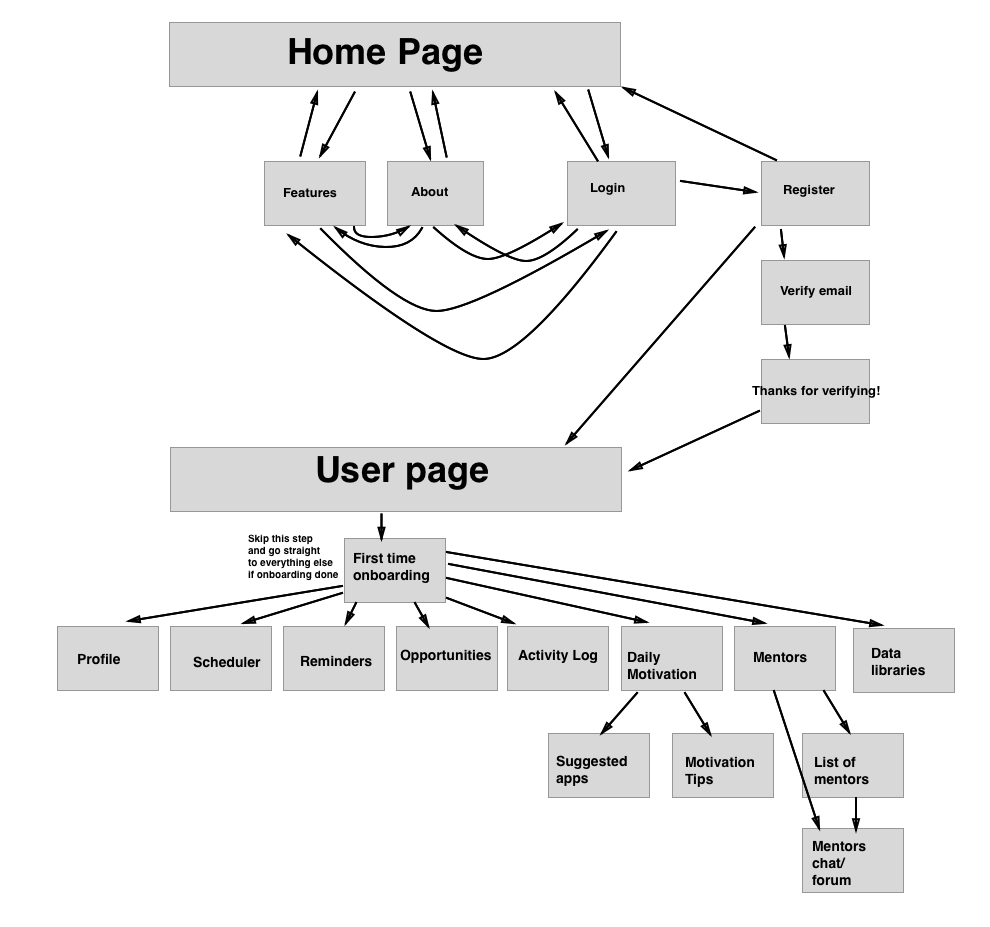 Home Page
Features
About
Login
Register
Verify email
Thanks for verifying!
User page
Skip this step
and go straight
to everything else
if onboarding done
First time
onboarding
Profile
Scheduler
Reminders
Opportunities
Activity Log
Daily
Motivation
Mentors
Data
libraries
Suggested
apps
Motivation
Tips
List of
mentors
Mentors
chat/
forum